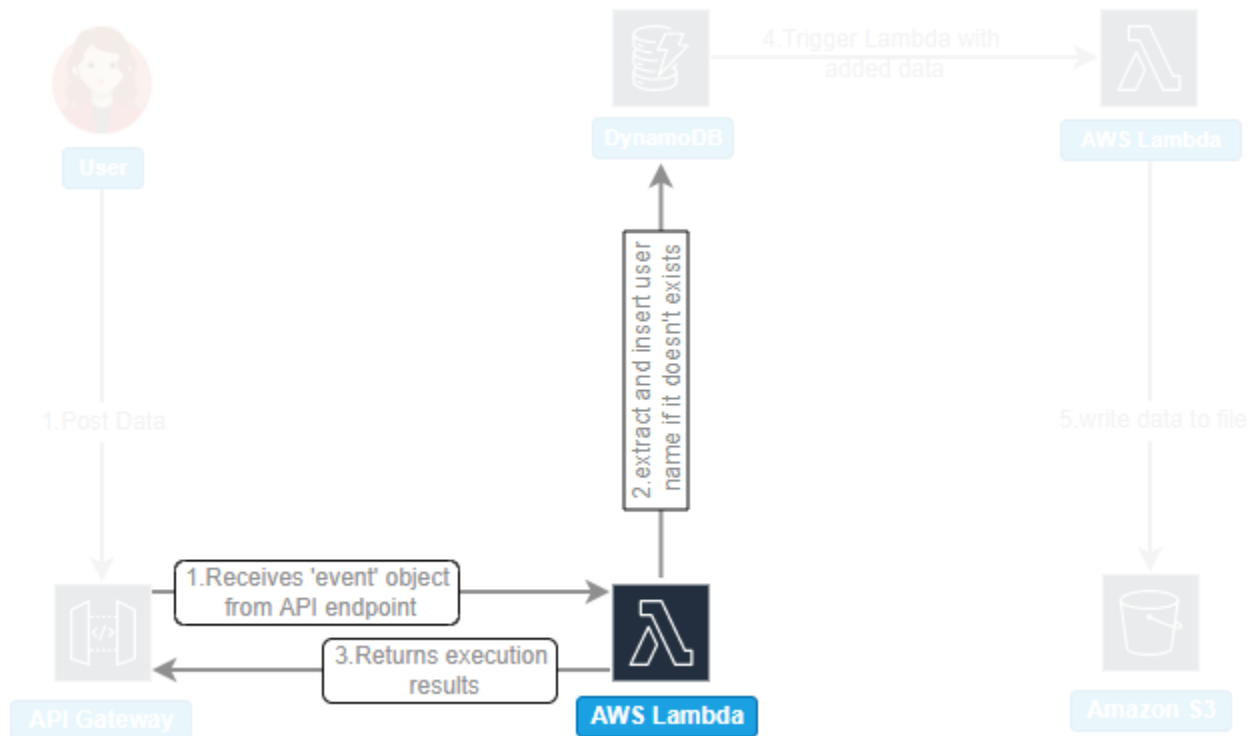 4.Trigger Lambda with
added data
DynamoDB
AWS Lambda
User
2.extract and insert user
name if it doesn't exists
1.Post Data
5.write data to file
1.Receives 'event' object
from API endpoint
3.Returns execution
results
API Gateway
AWS Lambda
Amazon S3